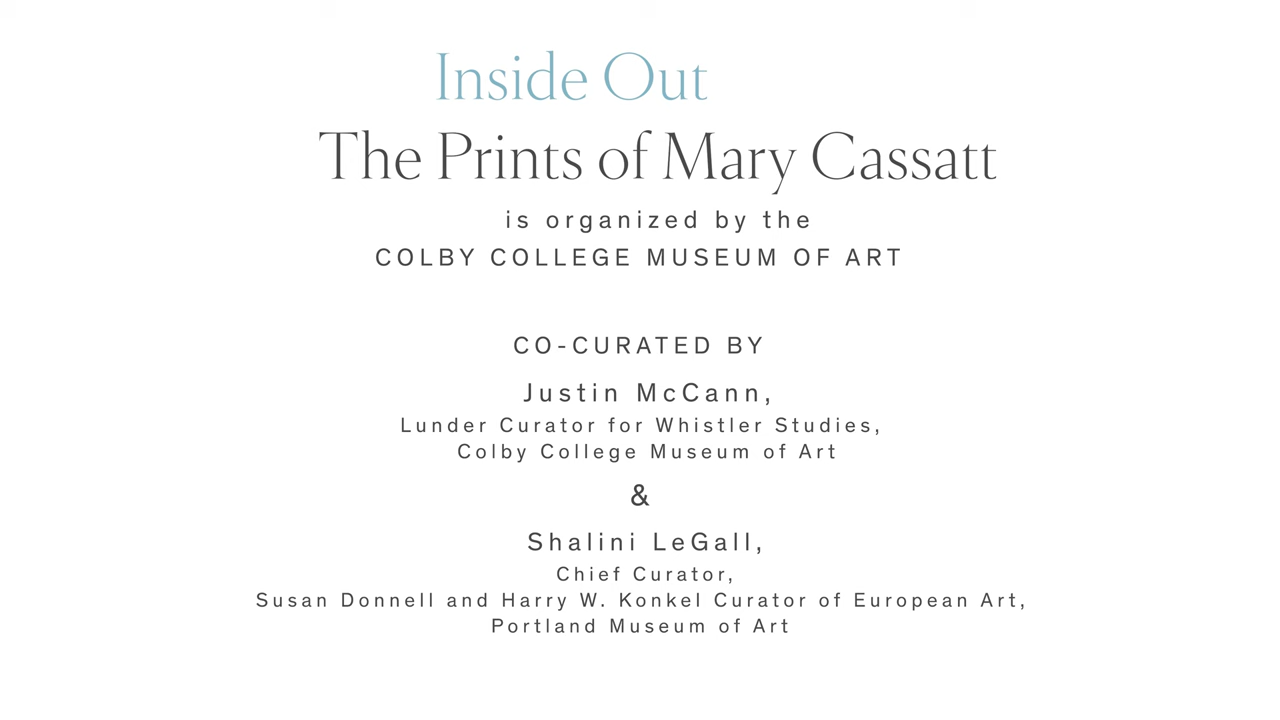 Inside Out
The Prints of Mary Cassatt
is organized by the
COLBY COLLEGE MUSEUM OF ART
CO-CURATED BY
Justin McCann,
Lunder Curator for Whistler Studies,
Colby College Museum of Art
&
Shalini LeGall,
Chief Curator,
Susan Donnell and Harry W. Konkel Curator of European Art,
Portland Museum of Art